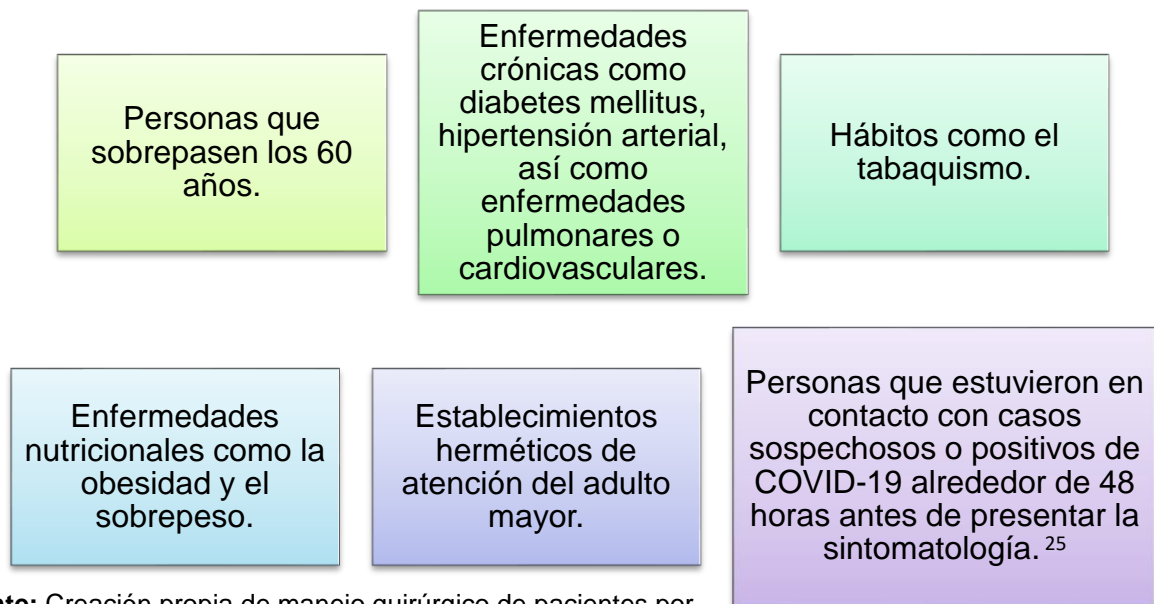 Personas que
sobrepasen los 60
años.
Enfermedades
crónicas como
diabetes mellitus,
hipertensión arterial,
así como
enfermedades
pulmonares o
cardiovasculares.
Hábitos como el
tabaquismo.
Enfermedades
nutricionales como la
obesidad y el
sobrepeso.
Establecimientos
herméticos de
atención del adulto
mayor.
Personas que estuvieron en
contacto con casos
sospechosos o positivos de
COVID-19 alrededor de 48
horas antes de presentar la
sintomatología. 25
Creación propia de manejo quirúrgico de pacientes por